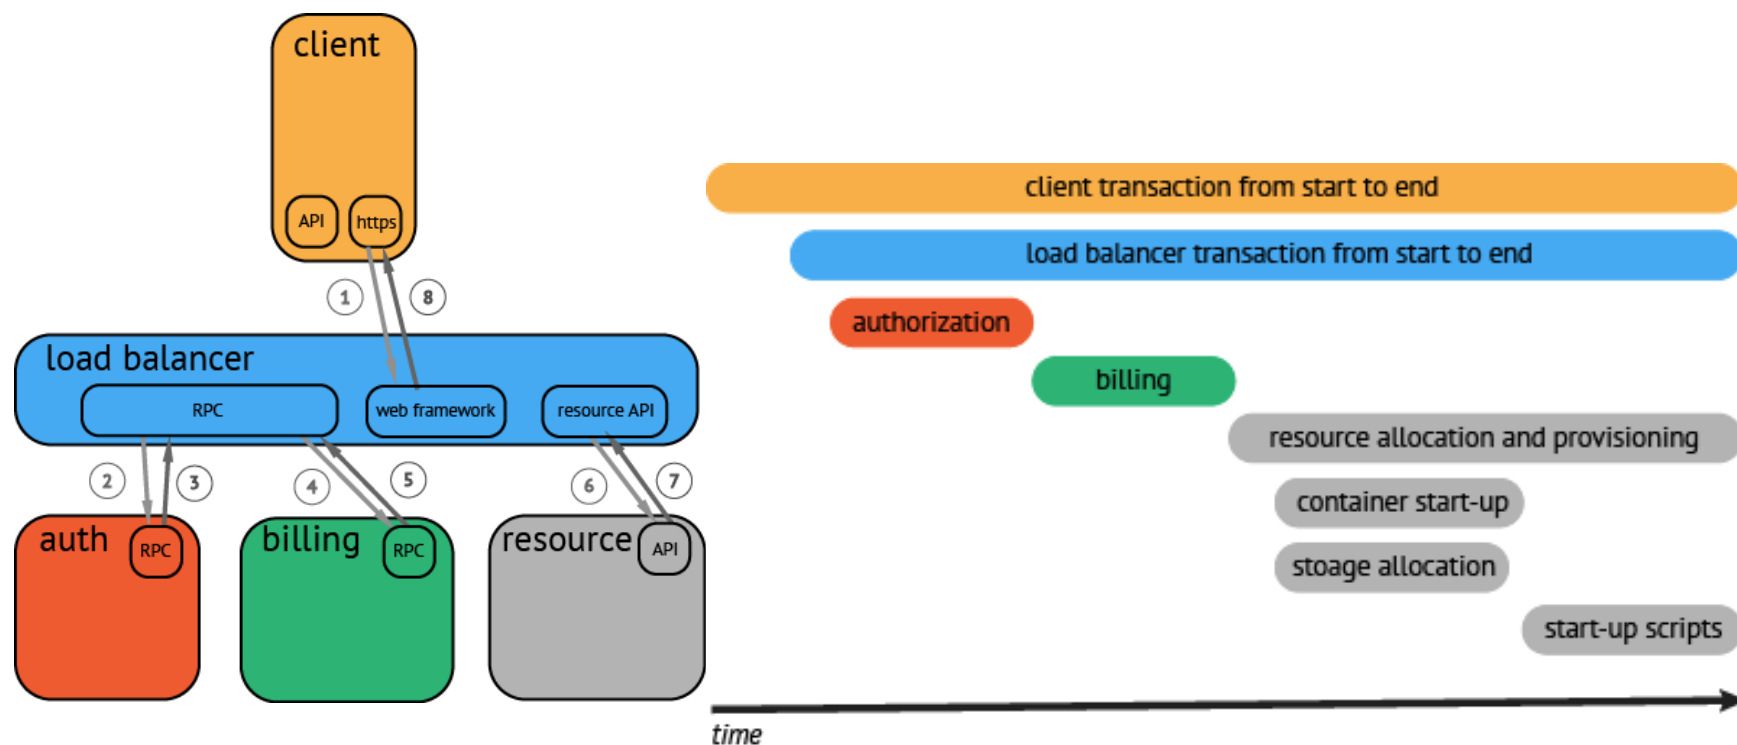 client
API
https
1
8
load balancer
RPC
web framework
resource API
2
3
4
5
6
7
auth
RPC
billing
RPC
resource
API
client transaction from start to end
load balancer transaction from start to end
authorization
billing
resource allocation and provisioning
container start-up
stoage allocation
start-up scripts
time